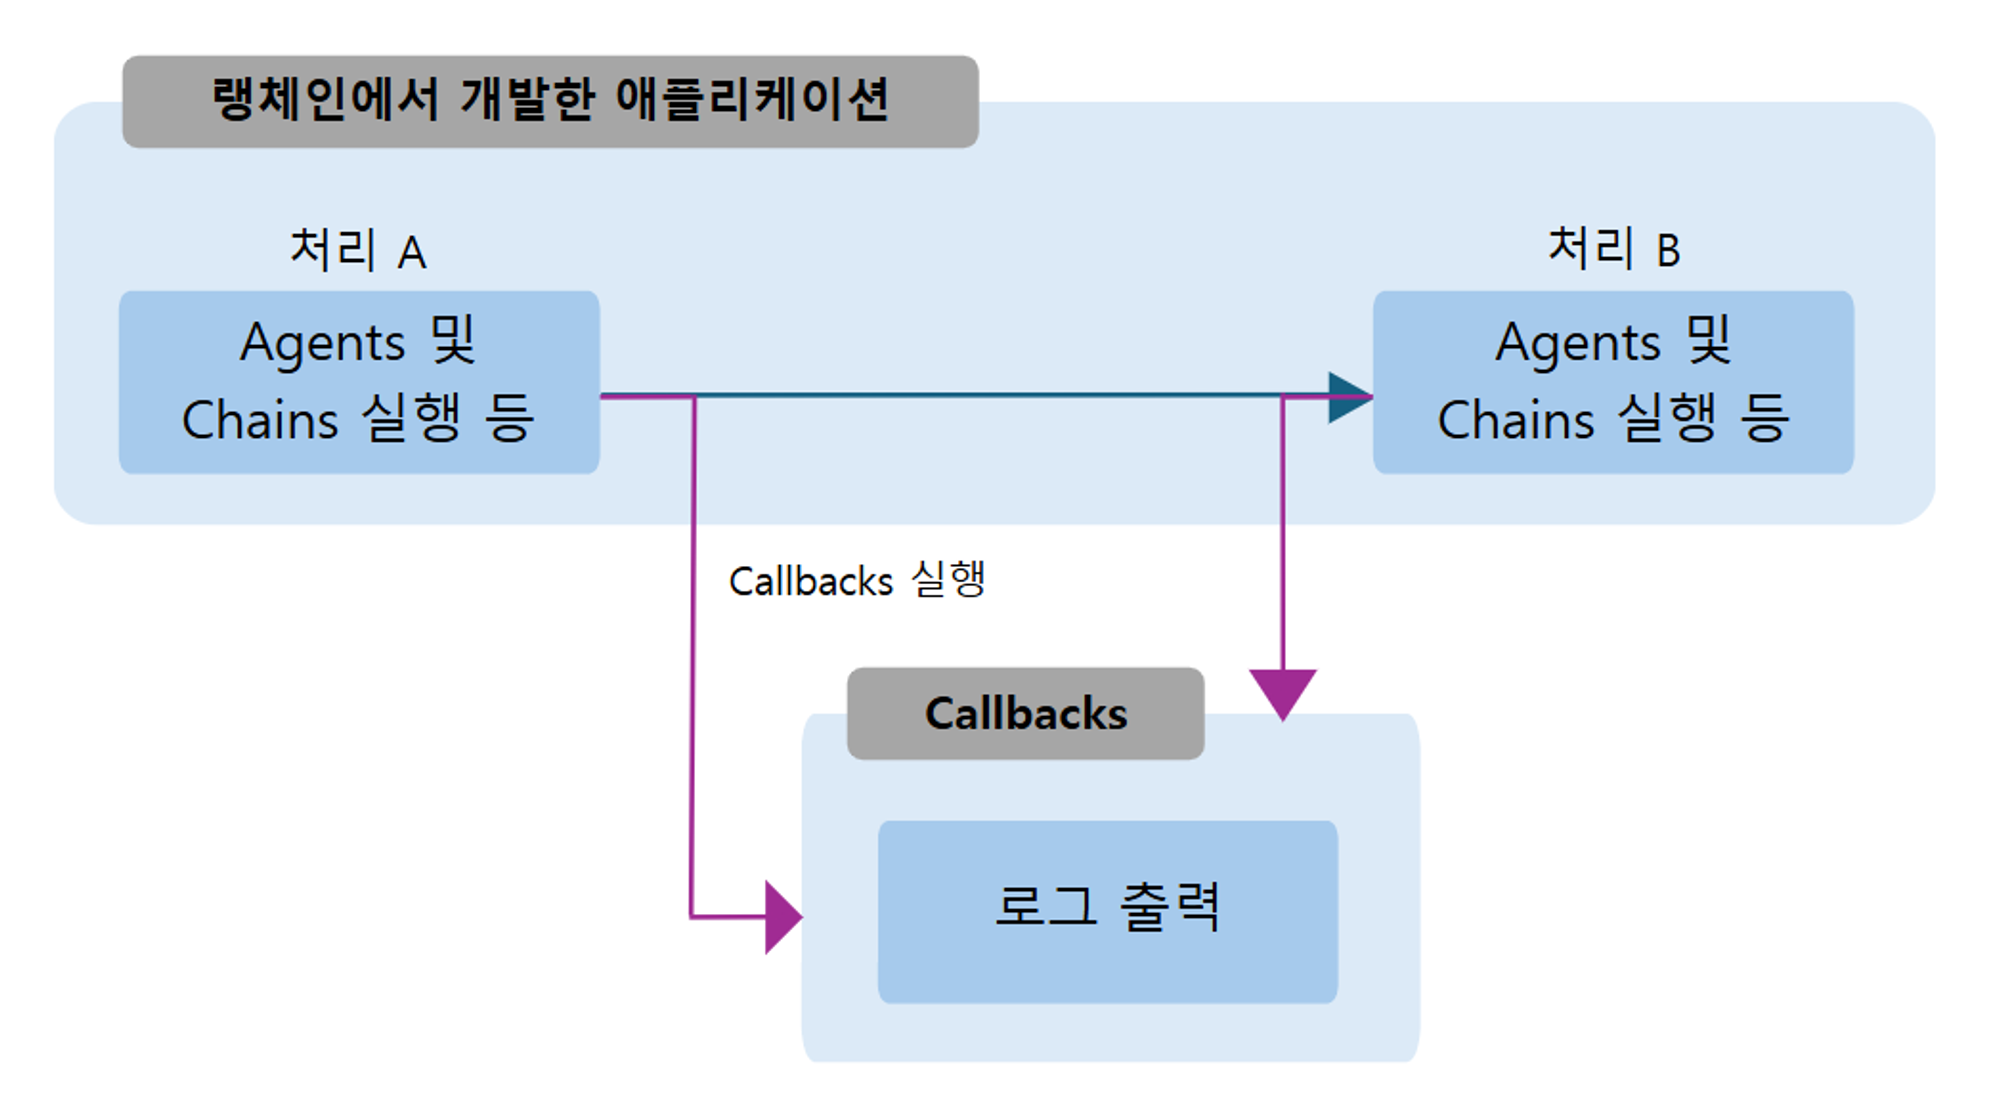 랭체인에서 개발한 애플리케이션
처리 A
Agents 및
Chains 실행 등
처리 B
Agents 및
Chains 실행 등
Callbacks 실행
Callbacks
로그 출력